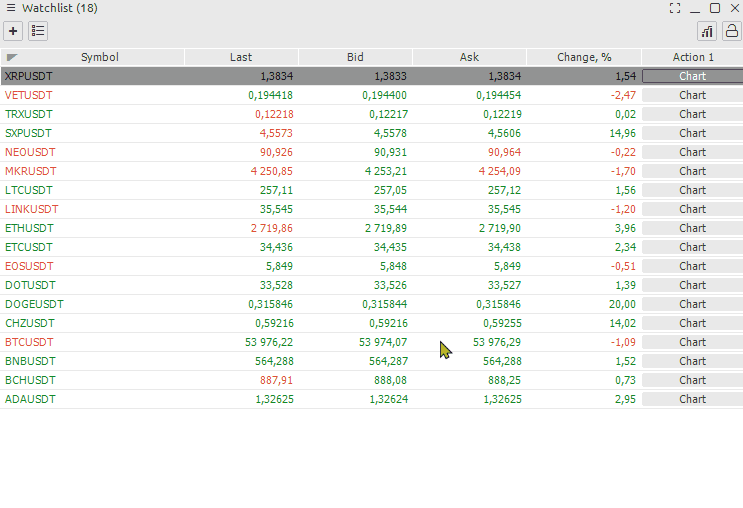 Watchlist (18)
Symbol Last Bid Ask Change, % Action 1
XRPUSDT 1,3834 1,3833 1,3834 1,54 Chart
VETUSDT 0,194418 0,194400 0,194454 -2,47 Chart
TRXUSDT 0,12218 0,12217 0,12219 0,02 Chart
SXPUSDT 4,5573 4,5578 4,5606 14,96 Chart
NEOUSDT 90,926 90,931 90,964 -0,22 Chart
MKRUSDT 4 250,85 4 253,21 4 254,09 -1,70 Chart
LTCUSDT 257,11 257,05 257,12 1,56 Chart
LINKUSDT 35,545 35,544 35,545 -1,20 Chart
ETHUSDT 2 719,86 2 719,89 2 719,90 3,96 Chart
ETCUSDT 34,436 34,435 34,438 2,34 Chart
EOSUSDT 5,849 5,848 5,849 -0,51 Chart
DOTUSDT 33,528 33,526 33,527 1,39 Chart
DOGEUSDT 0,315846 0,315844 0,315846 20,00 Chart
CHZUSDT 0,59216 0,59216 0,59255 14,02 Chart
BTCUSDT 53 976,22 53 974,07 53 976,29 -1,09 Chart
BNBUSDT 564,288 564,287 564,288 1,52 Chart
BCHUSDT 887,91 888,08 888,25 0,73 Chart
ADAUSDT 1,32625 1,32624 1,32625 2,95 Chart